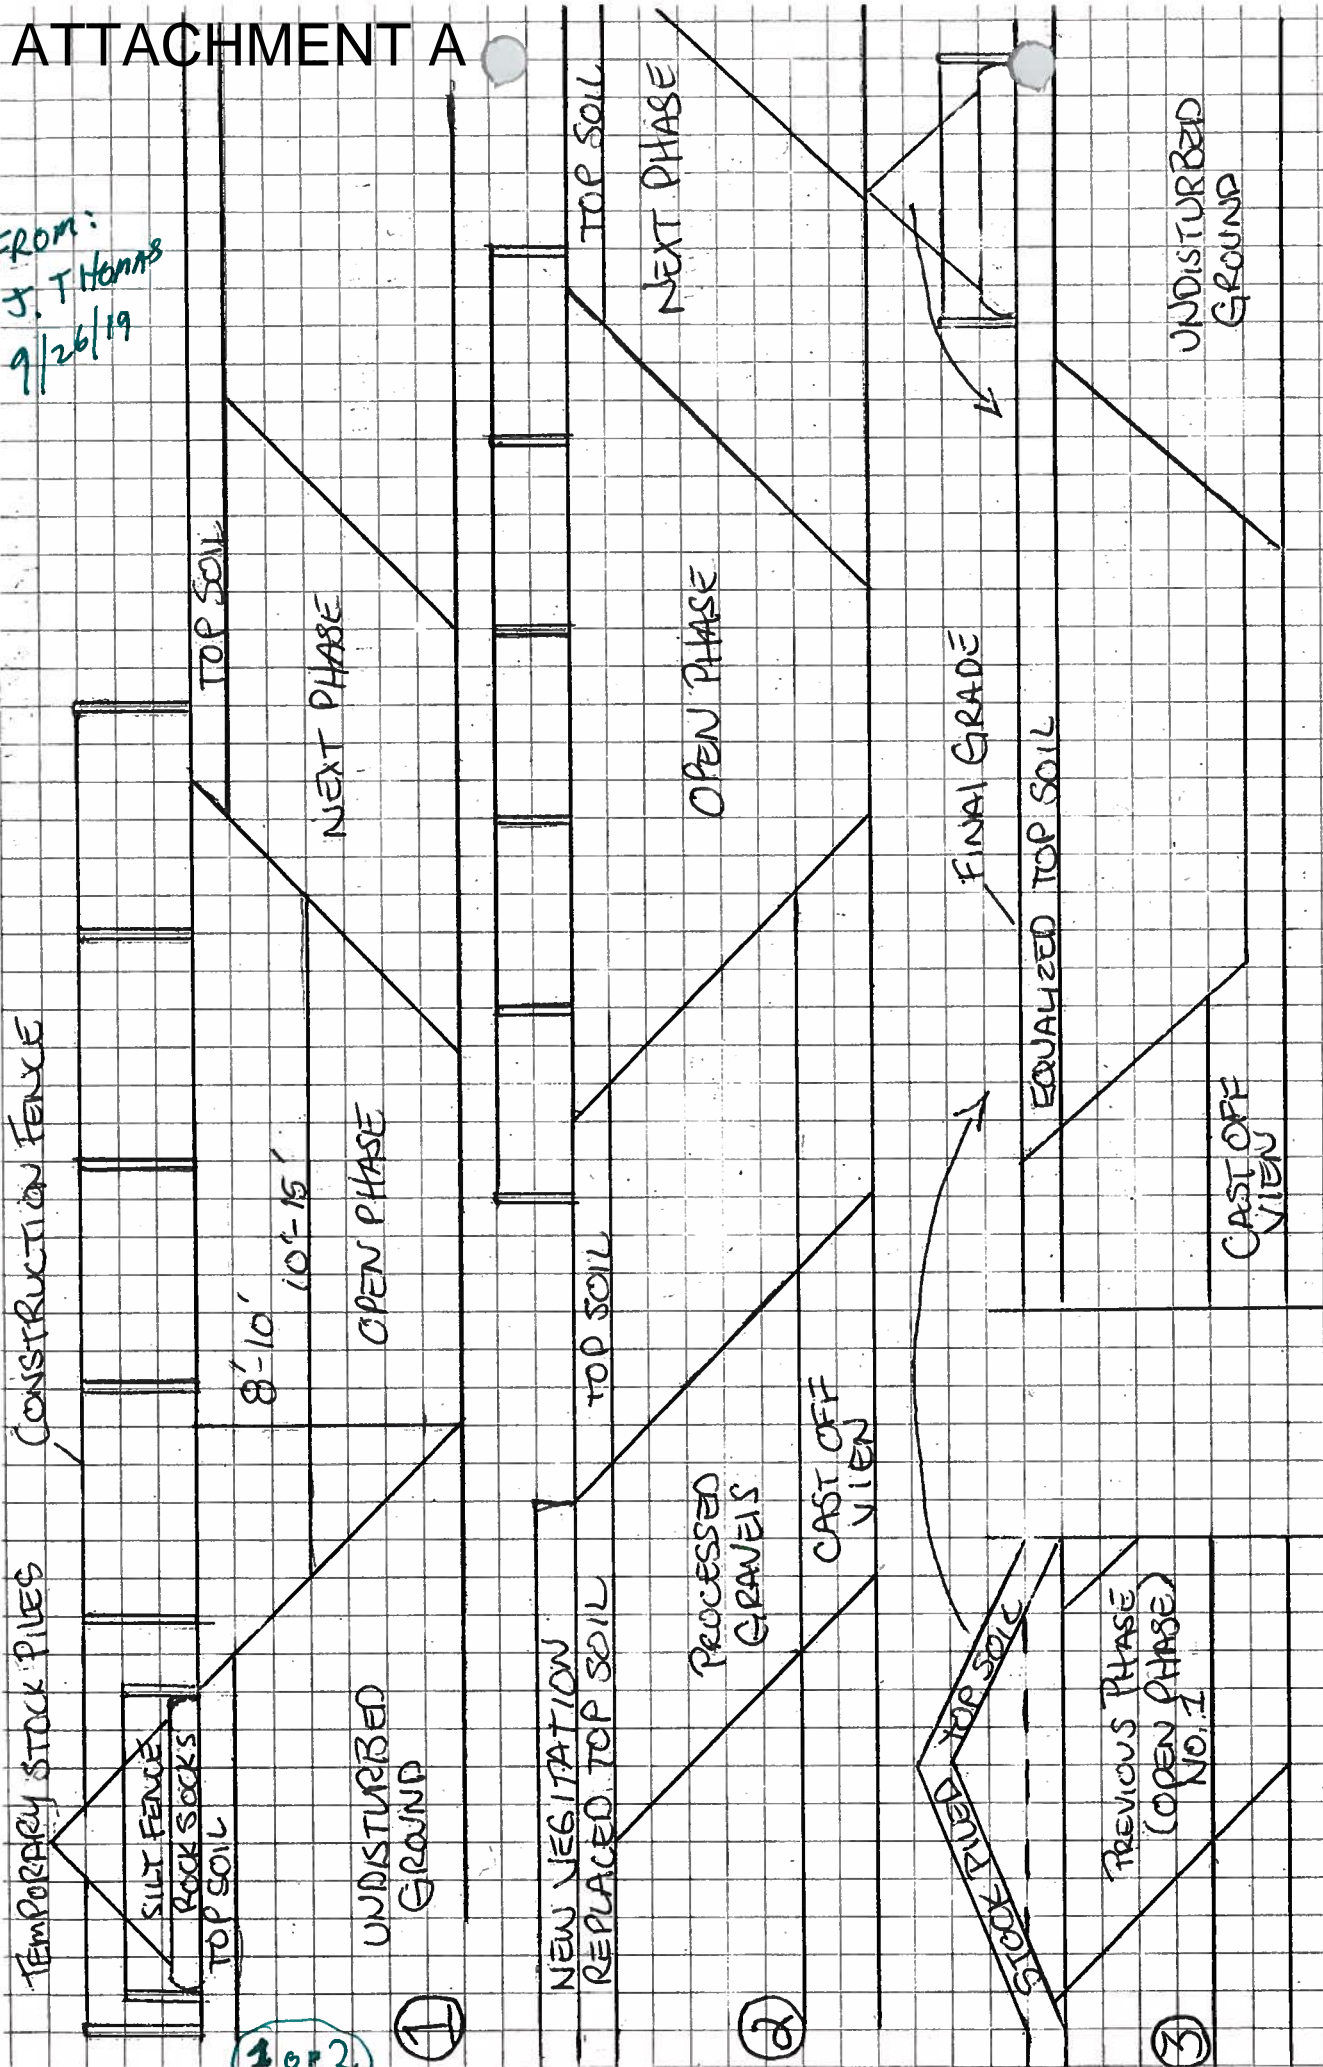 ATTACHMENT A
FROM:
J. THOMAS
9/26/19
TEMPORARY STOCK PILES
CONSTRUCTION FENCE
SILT FENCE
ROCK SOCKS
TOP SOIL
TOP SOIL
8'-10'
10'-15'
UNDISTURBED
GROUND
OPEN PHASE
NEXT PHASE
1
1 OF 2
NEW VEGITATION
REPLACED TOP SOIL
TOP SOIL
TOP SOIL
PROCESSED
GRAVELS
CAST OFF
VIEN
OPEN PHASE
NEXT PHASE
2
STOCK PILED TOP SOIL
PREVIOUS PHASE
(OPEN PHASE)
NO. 1
FINAL GRADE
EQUALIZED TOP SOIL
CAST OFF
VIEN
UNDISTURBED
GROUND
3